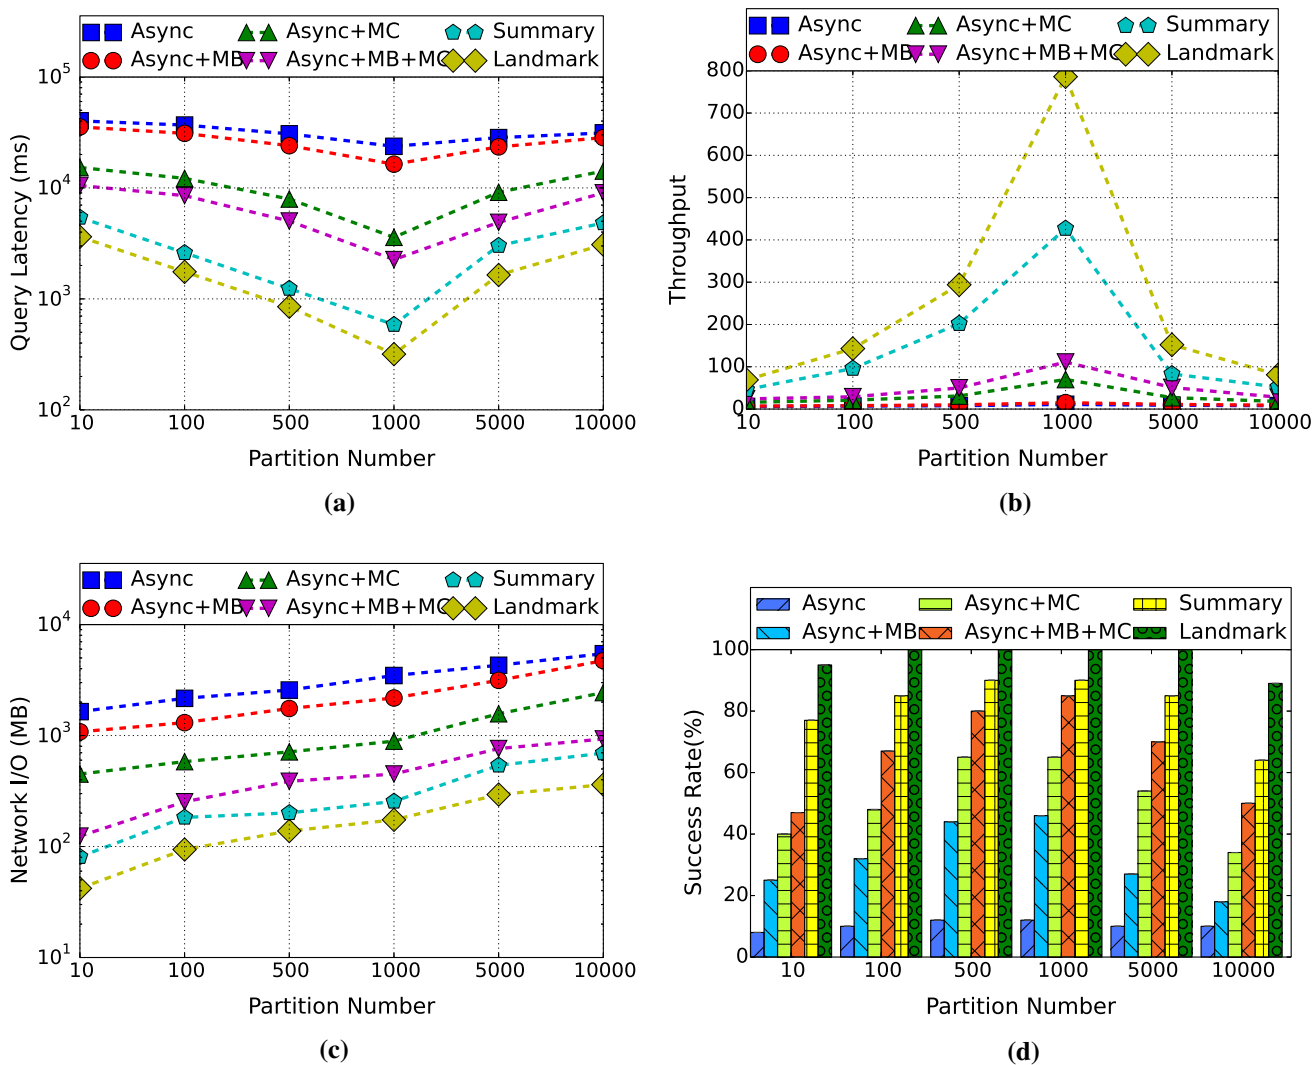 Async Async+MC Summary
Async+MB Async+MB+MC Landmark
10^5
10^4
10^3
10^2
Query Latency (ms)
10 100 500 1000 5000 10000
Partition Number
(a)
Async Async+MC Summary
Async+MB Async+MB+MC Landmark
800
700
600
500
400
300
200
100
0
Throughput
10 100 500 1000 5000 10000
Partition Number
(b)
Async Async+MC Summary
Async+MB Async+MB+MC Landmark
10^4
10^3
10^2
10^1
Network I/O (MB)
10 100 500 1000 5000 10000
Partition Number
(c)
Async Async+MC Summary
Async+MB Async+MB+MC Landmark
100
80
60
40
20
0
Success Rate(%)
10 100 500 1000 5000 10000
Partition Number
(d)